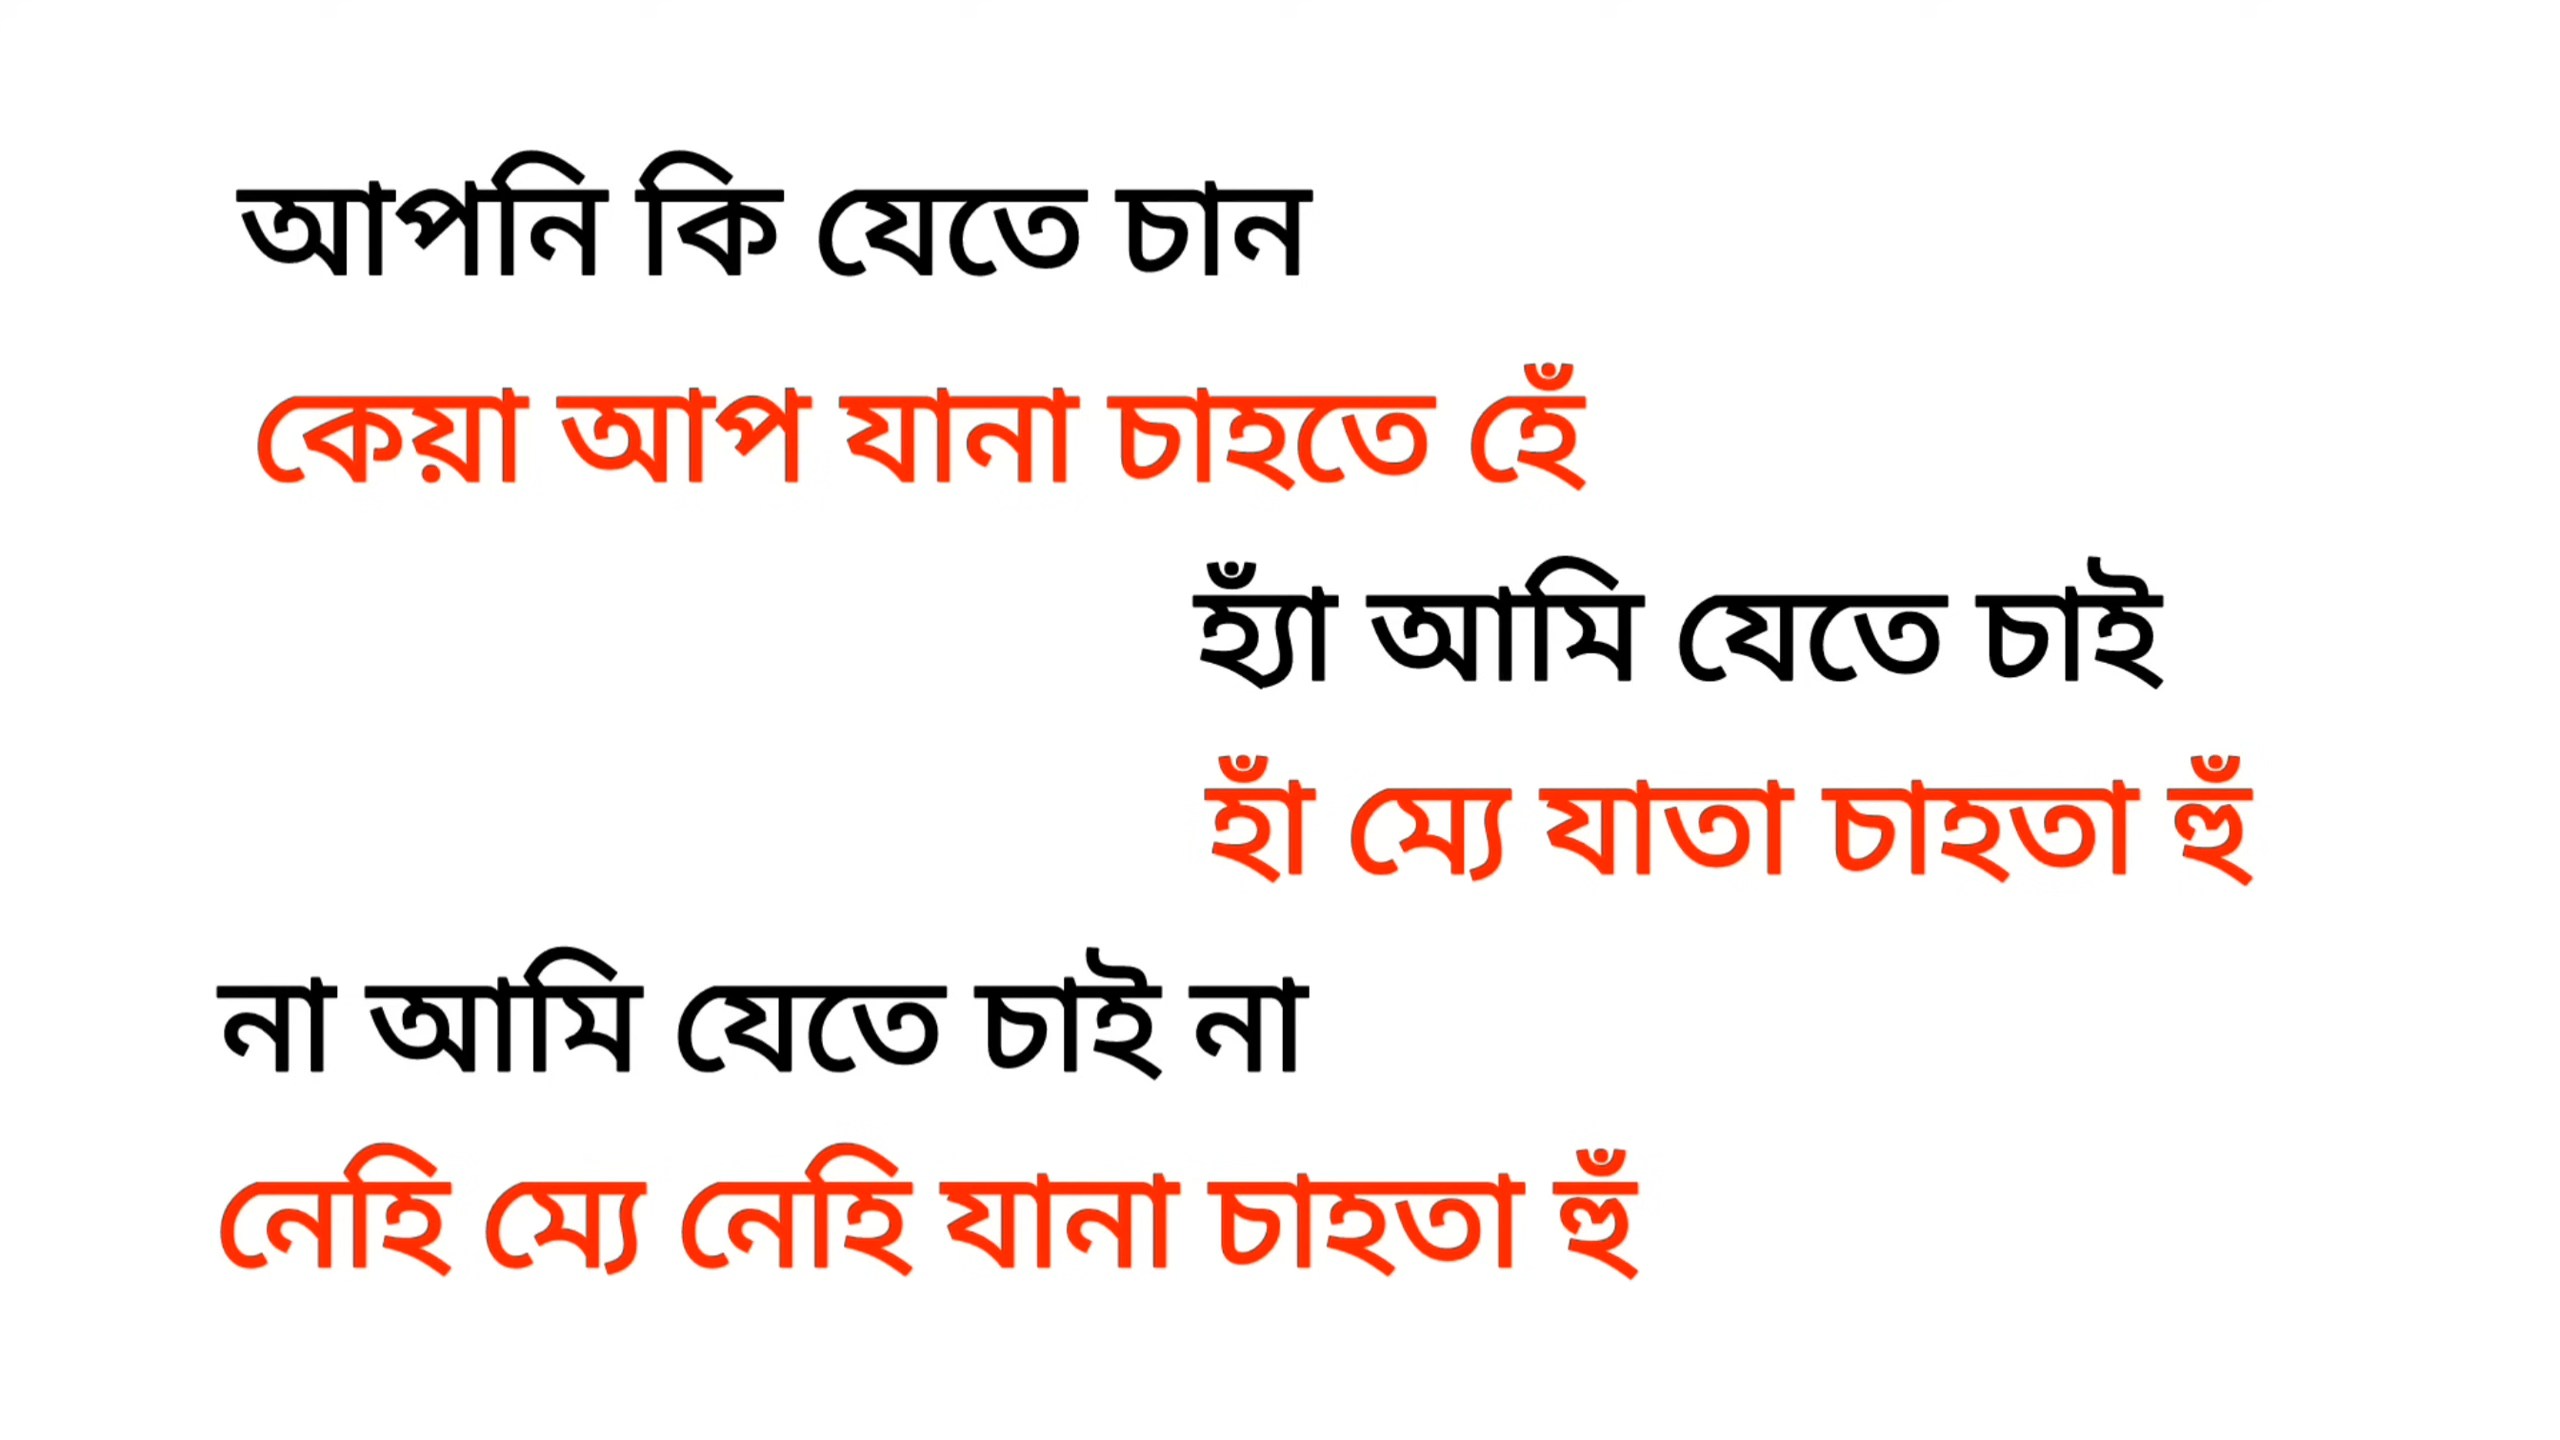 আপনি কি যেতে চান
কেয়া আপ যানা চাহতে হেঁ
হ্যাঁ আমি যেতে চাই
হাঁ ম্যে যাতা চাহতা হুঁ
না আমি যেতে চাই না
নেহি ম্যে নেহি যানা চাহতা হুঁ